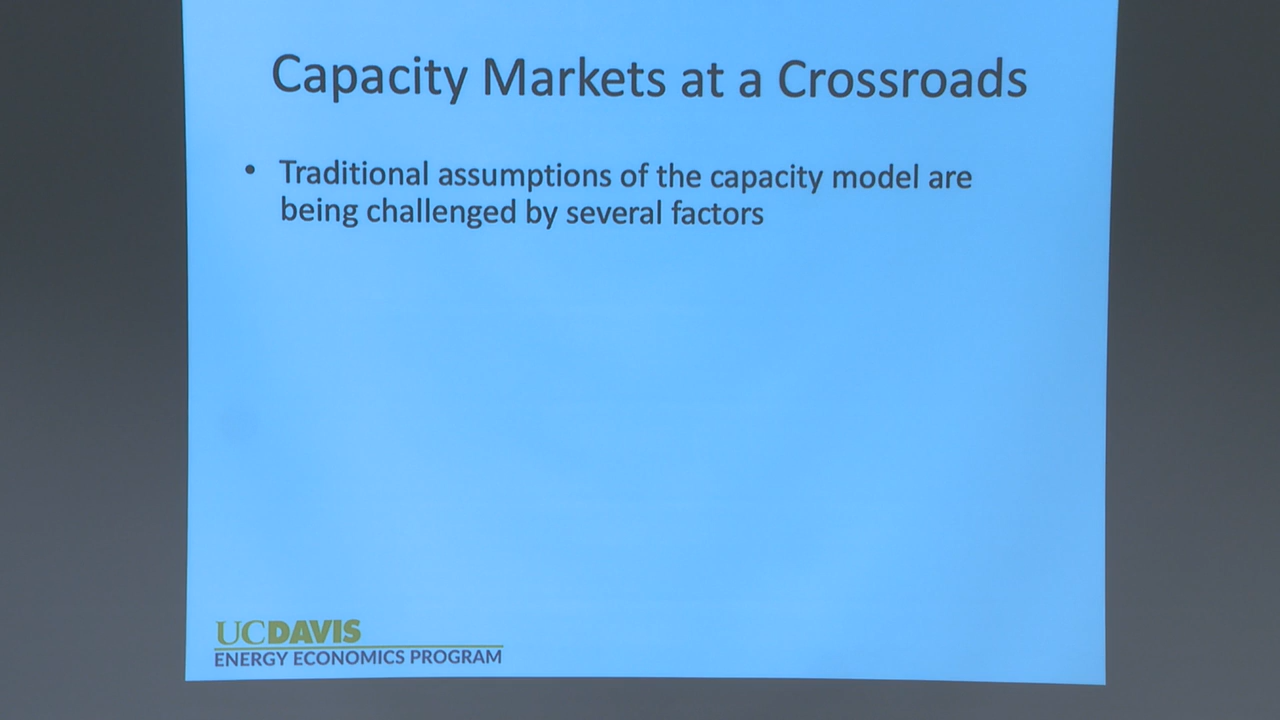 Capacity Markets at a Crossroads
• Traditional assumptions of the capacity model are
being challenged by several factors
UCDAVIS
ENERGY ECONOMICS PROGRAM